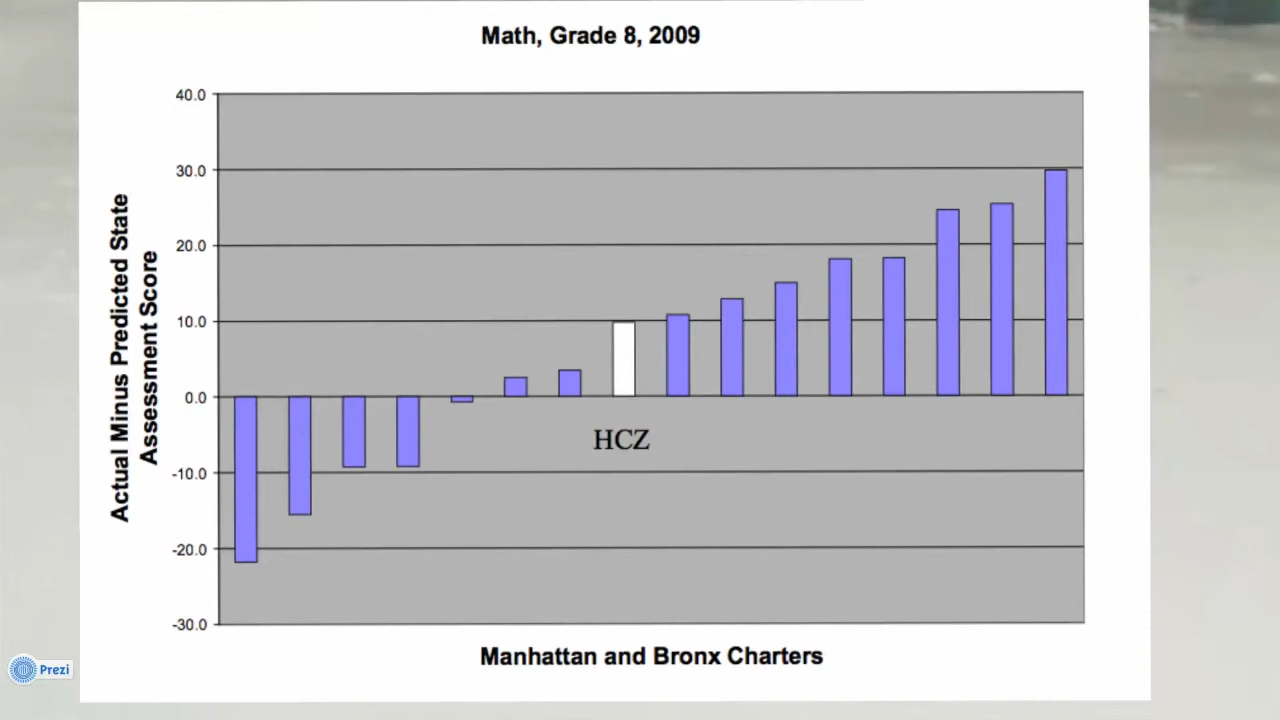 Math, Grade 8, 2009
40.0
30.0
20.0
10.0
0.0
-10.0
-20.0
-30.0
Actual Minus Predicted State
Assessment Score
HCZ
Manhattan and Bronx Charters
Prezi